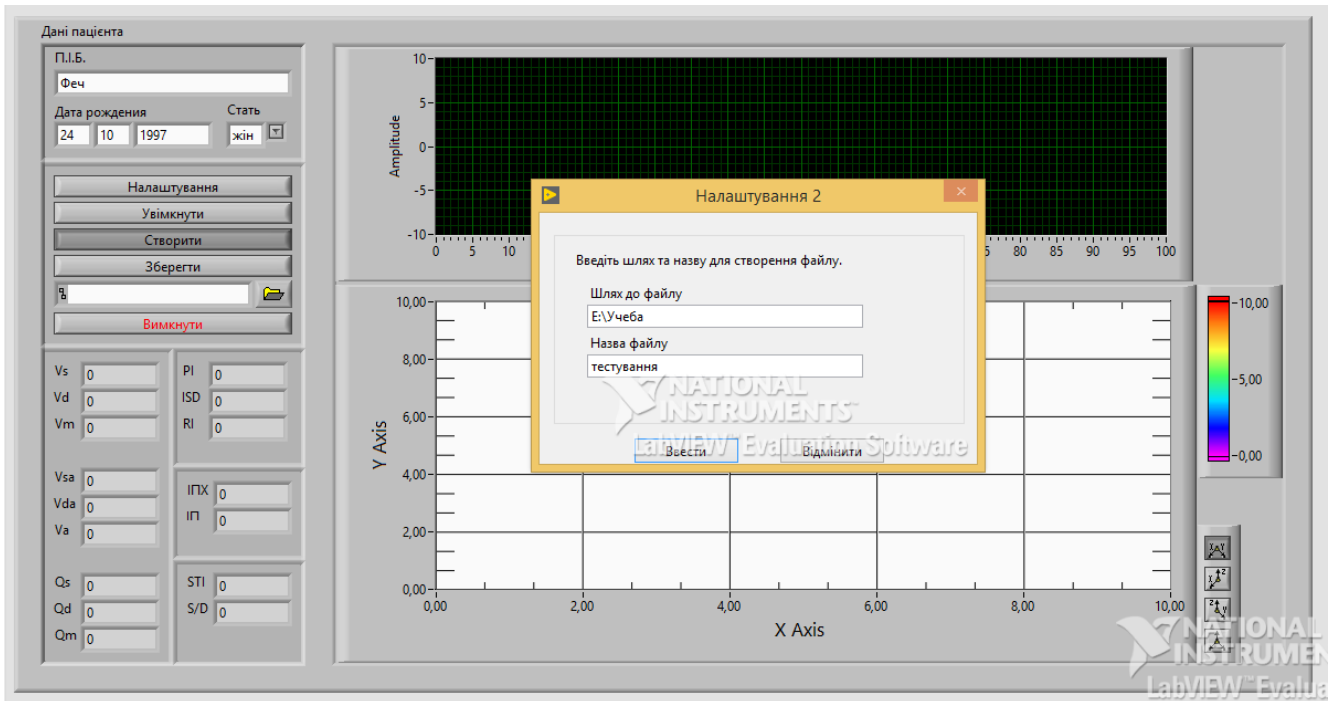 Дані пацієнта
П.І.Б.
Феч
Дата рождения Стать
24 10 1997 жін
Налаштування
Увімкнути
Створити
Зберегти
Вимкнути
Vs 0 PI 0
Vd 0 ISD 0
Vm 0 RI 0
Vsa 0
Vda 0
Va 0
ІПХ 0
ІП 0
Qs 0 STI 0
Qd 0 S/D 0
Qm 0
Amplitude
10
5
0
-5
-10
0 5 10 5 80 85 90 95 100
Налаштування 2
Введіть шлях та назву для створення файлу.
Шлях до файлу
E:\Учеба
Назва файлу
тестування
Ввести Відмінити
NATIONAL
INSTRUMENTS
LabVIEW™ Evaluation Software
Y Axis
10,00
8,00
6,00
4,00
2,00
0,00
0,00 2,00 4,00 6,00 8,00 10,00
X Axis
10,00
5,00
0,00
NATIONAL
INSTRUMEN
LabVIEW™ Evalua